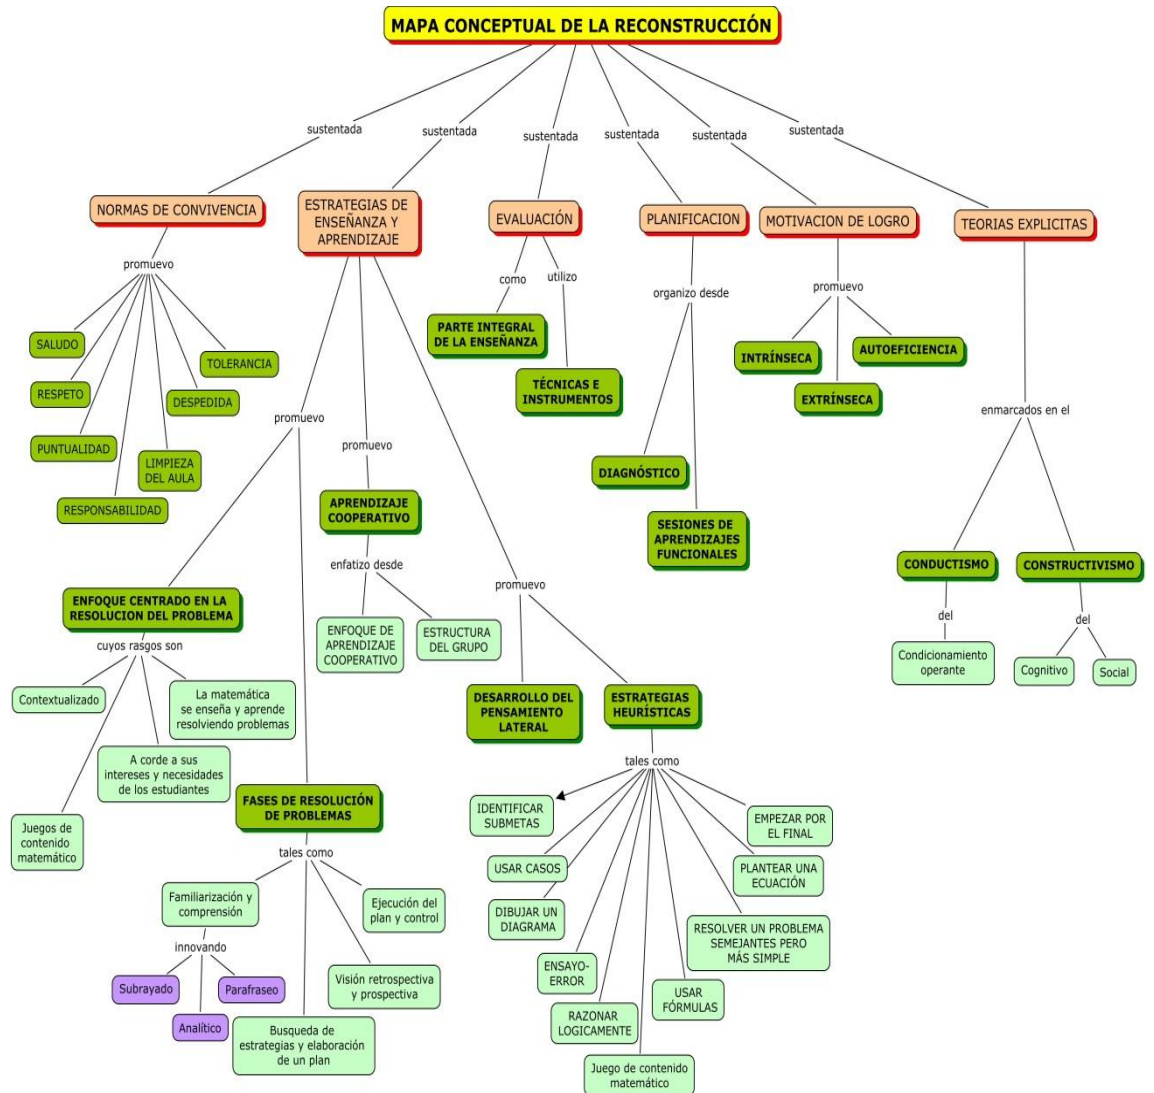 MAPA CONCEPTUAL DE LA RECONSTRUCCIÓN
sustentada
sustentada
sustentada
sustentada
sustentada
sustentada
NORMAS DE CONVIVENCIA
ESTRATEGIAS DE
ENSEÑANZA Y
APRENDIZAJE
EVALUACIÓN
PLANIFICACION
MOTIVACION DE LOGRO
TEORIAS EXPLICITAS
promuevo
SALUDO
RESPETO
PUNTUALIDAD
RESPONSABILIDAD
LIMPIEZA
DEL AULA
DESPEDIDA
TOLERANCIA
como
utilizo
PARTE INTEGRAL
DE LA ENSEÑANZA
TÉCNICAS E
INSTRUMENTOS
organizo desde
DIAGNÓSTICO
SESIONES DE
APRENDIZAJES
FUNCIONALES
promuevo
INTRÍNSECA
EXTRÍNSECA
AUTOEFICIENCIA
enmarcados en el
CONDUCTISMO
CONSTRUCTIVISMO
del
del
Condicionamiento
operante
Cognitivo
Social
promuevo
promuevo
promuevo
APRENDIZAJE
COOPERATIVO
enfatizo desde
ENFOQUE DE
APRENDIZAJE
COOPERATIVO
ESTRUCTURA
DEL GRUPO
ENFOQUE CENTRADO EN LA
RESOLUCION DEL PROBLEMA
cuyos rasgos son
Contextualizado
La matemática
se enseña y aprende
resolviendo problemas
A corde a sus
intereses y necesidades
de los estudiantes
Juegos de
contenido
matemático
FASES DE RESOLUCIÓN
DE PROBLEMAS
tales como
Familiarización y
comprensión
Ejecución del
plan y control
innovando
Subrayado
Parafraseo
Analítico
Visión retrospectiva
y prospectiva
Busqueda de
estrategias y elaboración
de un plan
DESARROLLO DEL
PENSAMIENTO
LATERAL
ESTRATEGIAS
HEURÍSTICAS
tales como
IDENTIFICAR
SUBMETAS
USAR CASOS
DIBUJAR UN
DIAGRAMA
ENSAYO-
ERROR
RAZONAR
LOGICAMENTE
Juego de contenido
matemático
USAR
FÓRMULAS
RESOLVER UN PROBLEMA
SEMEJANTES PERO
MÁS SIMPLE
PLANTEAR UNA
ECUACIÓN
EMPEZAR POR
EL FINAL